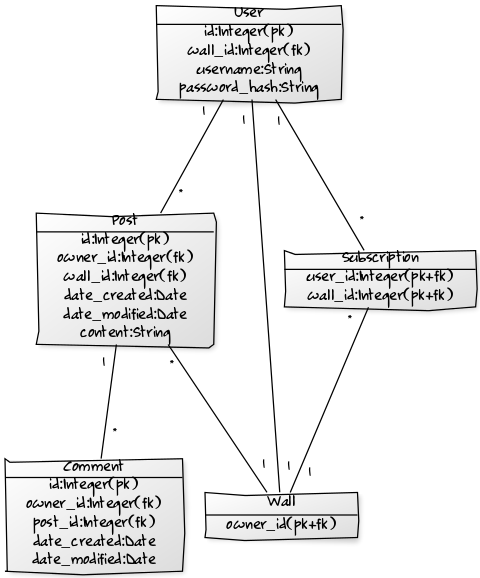 User
id:Integer(pk)
wall_id:Integer(fk)
username:String
password_hash:String
1
1
1
*
*
Post
id:Integer(pk)
owner_id:Integer(fk)
wall_id:Integer(fk)
date_created:Date
date_modified:Date
content:String
Subscription
user_id:Integer(pk+fk)
wall_id:Integer(pk+fk)
*
1
*
*
1
1
1
Comment
id:Integer(pk)
owner_id:Integer(fk)
post_id:Integer(fk)
date_created:Date
date_modified:Date
Wall
owner_id(pk+fk)